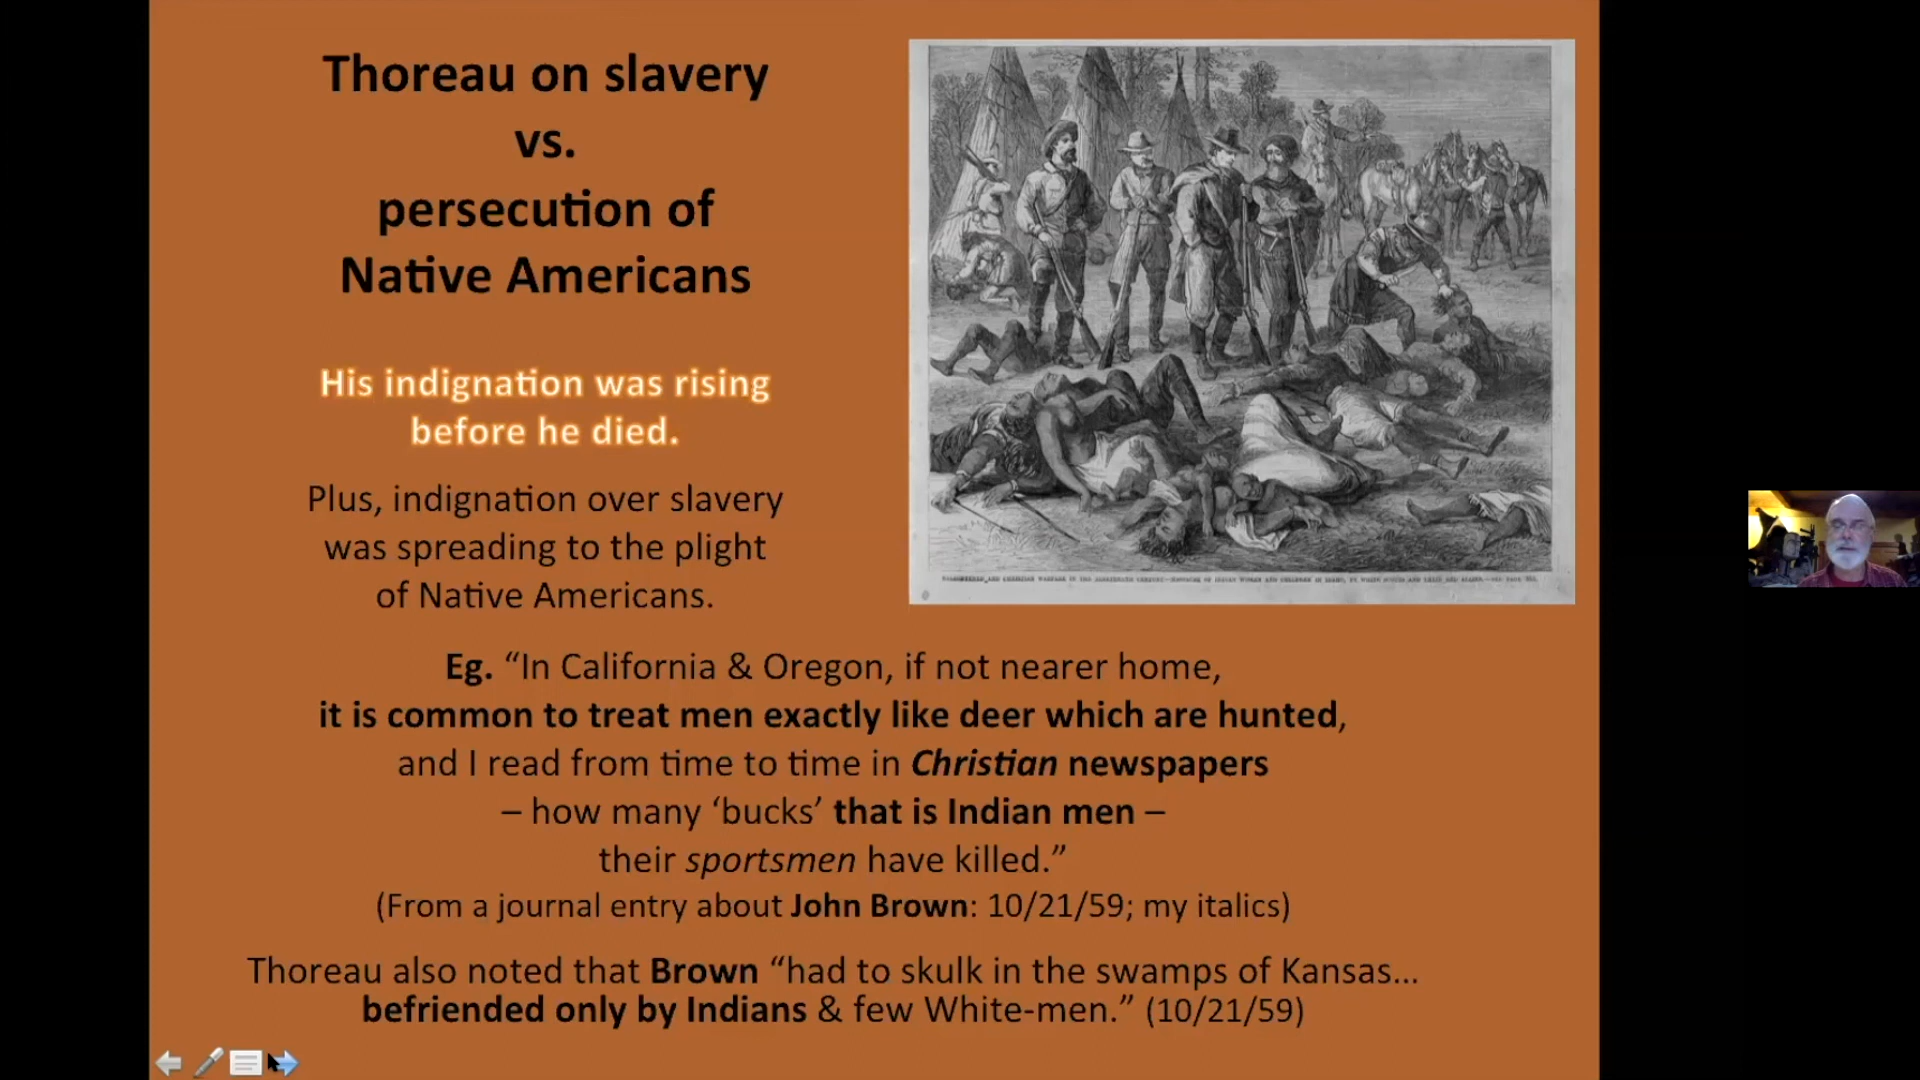 Thoreau on slavery
vs.
persecution of
Native Americans
His indignation was rising
before he died.
Plus, indignation over slavery
was spreading to the plight
of Native Americans.
Eg. “In California & Oregon, if not nearer home,
it is common to treat men exactly like deer which are hunted,
and I read from time to time in Christian newspapers
– how many ‘bucks’ that is Indian men –
their sportsmen have killed.”
(From a journal entry about John Brown: 10/21/59; my italics)
Thoreau also noted that Brown “had to skulk in the swamps of Kansas...
befriended only by Indians & few White-men.” (10/21/59)